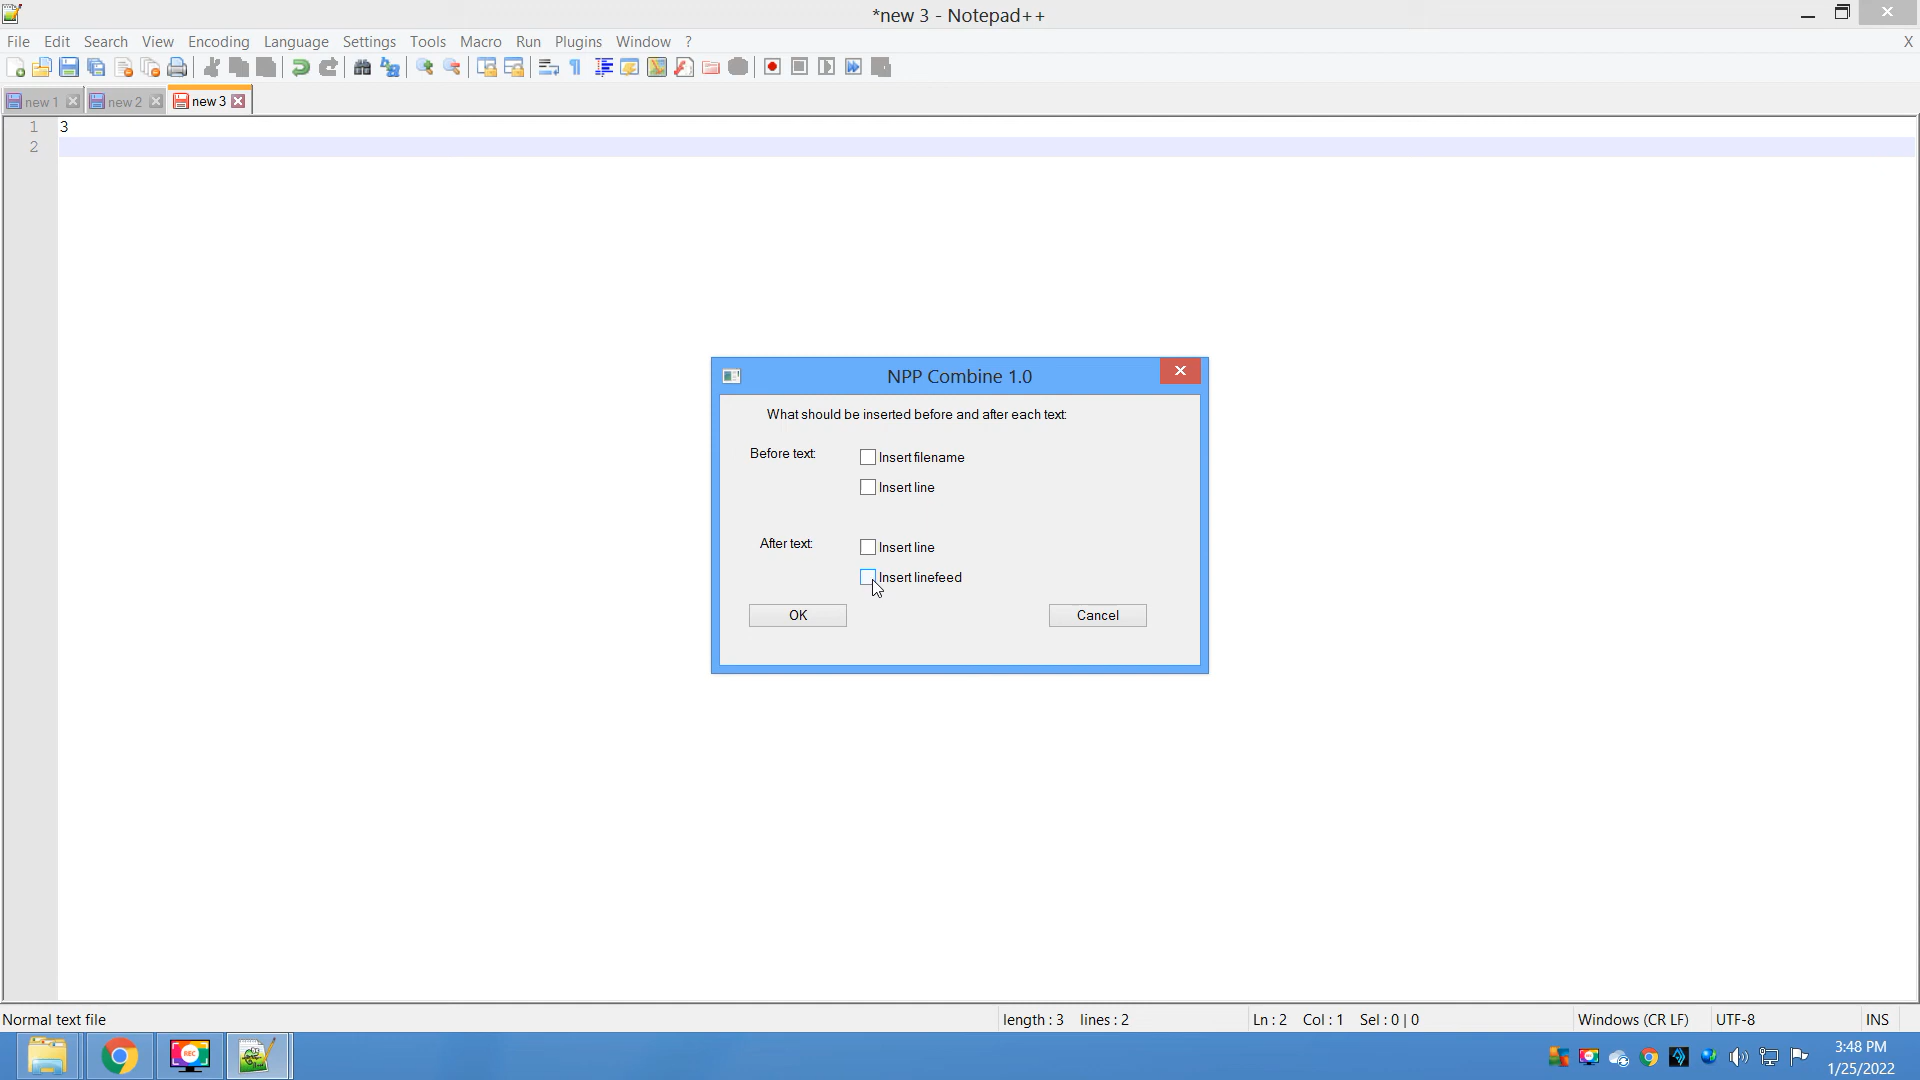 *new 3 - Notepad++
File Edit Search View Encoding Language Settings Tools Macro Run Plugins Window ? X
new 1 new 2 new 3
1 3
2
NPP Combine 1.0
What should be inserted before and after each text:
Before text: Insert filename
Insert line
After text: Insert line
Insert linefeed
OK Cancel
Normal text file length : 3 lines : 2 Ln : 2 Col : 1 Sel : 0 | 0 Windows (CR LF) UTF-8 INS
REC 3:48 PM
1/25/2022